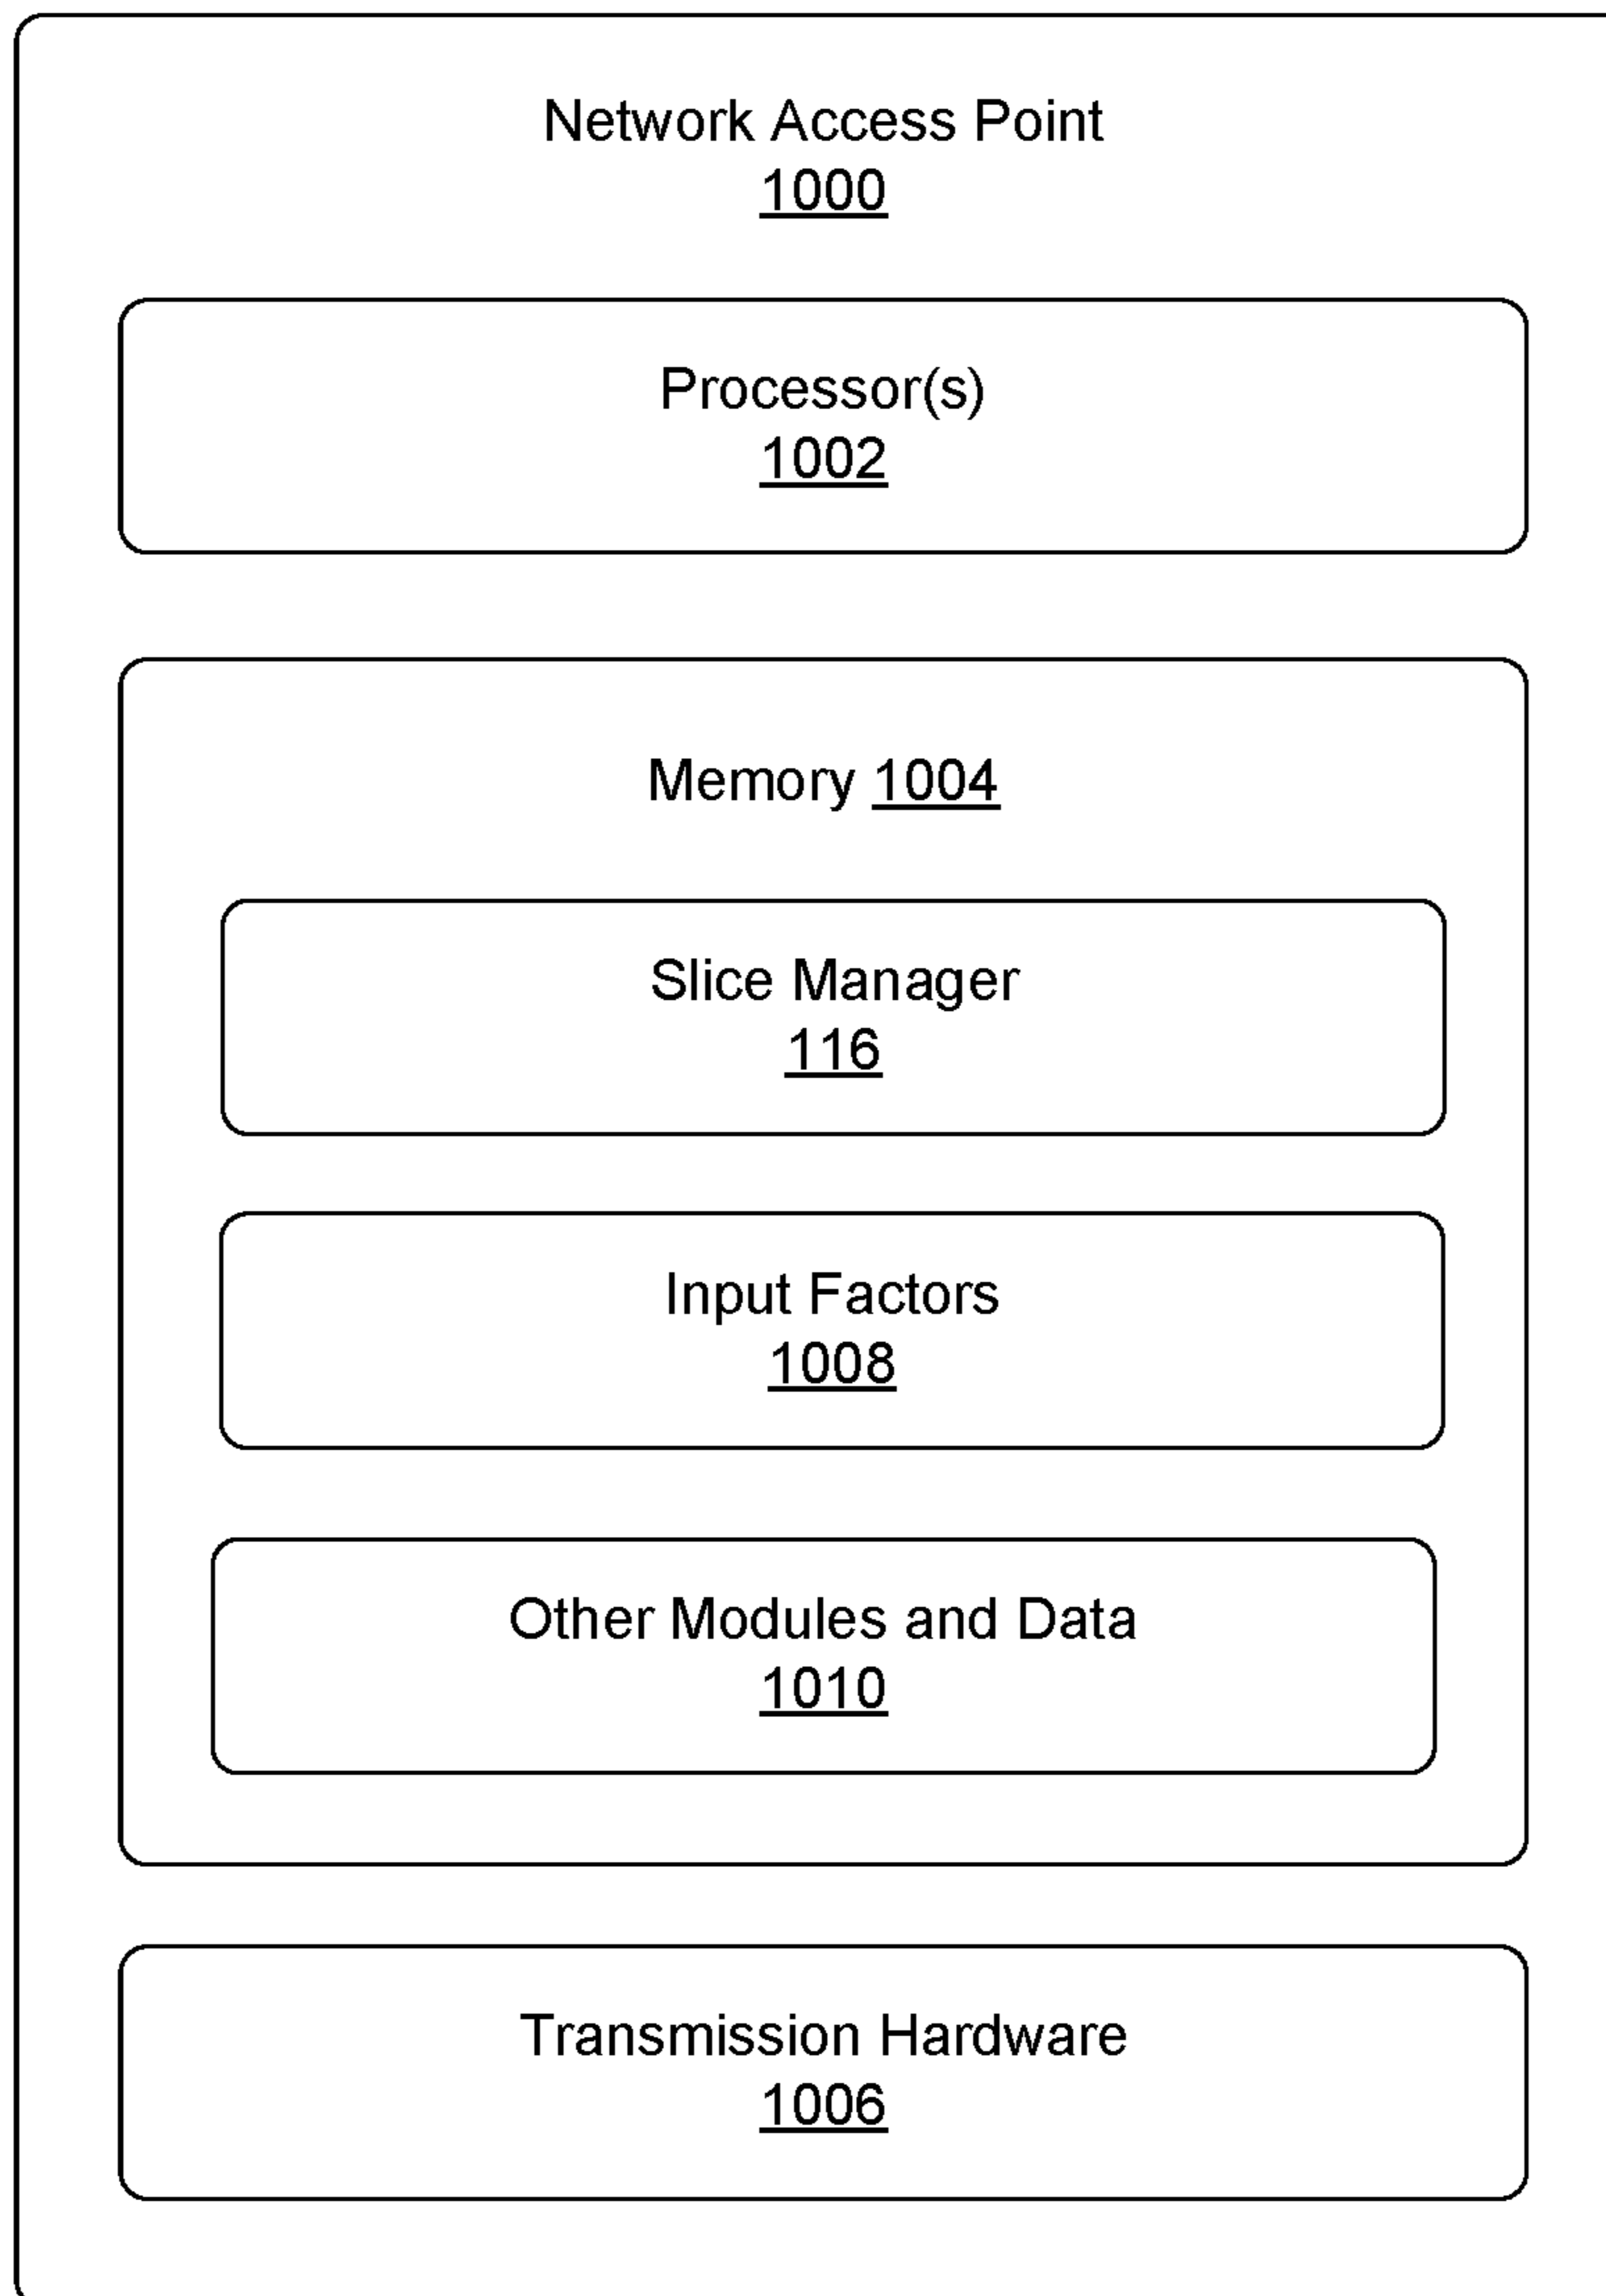 Network Access Point
1000
Processor(s)
1002
Memory 1004
Slice Manager
116
Input Factors
1008
Other Modules and Data
1010
Transmission Hardware
1006